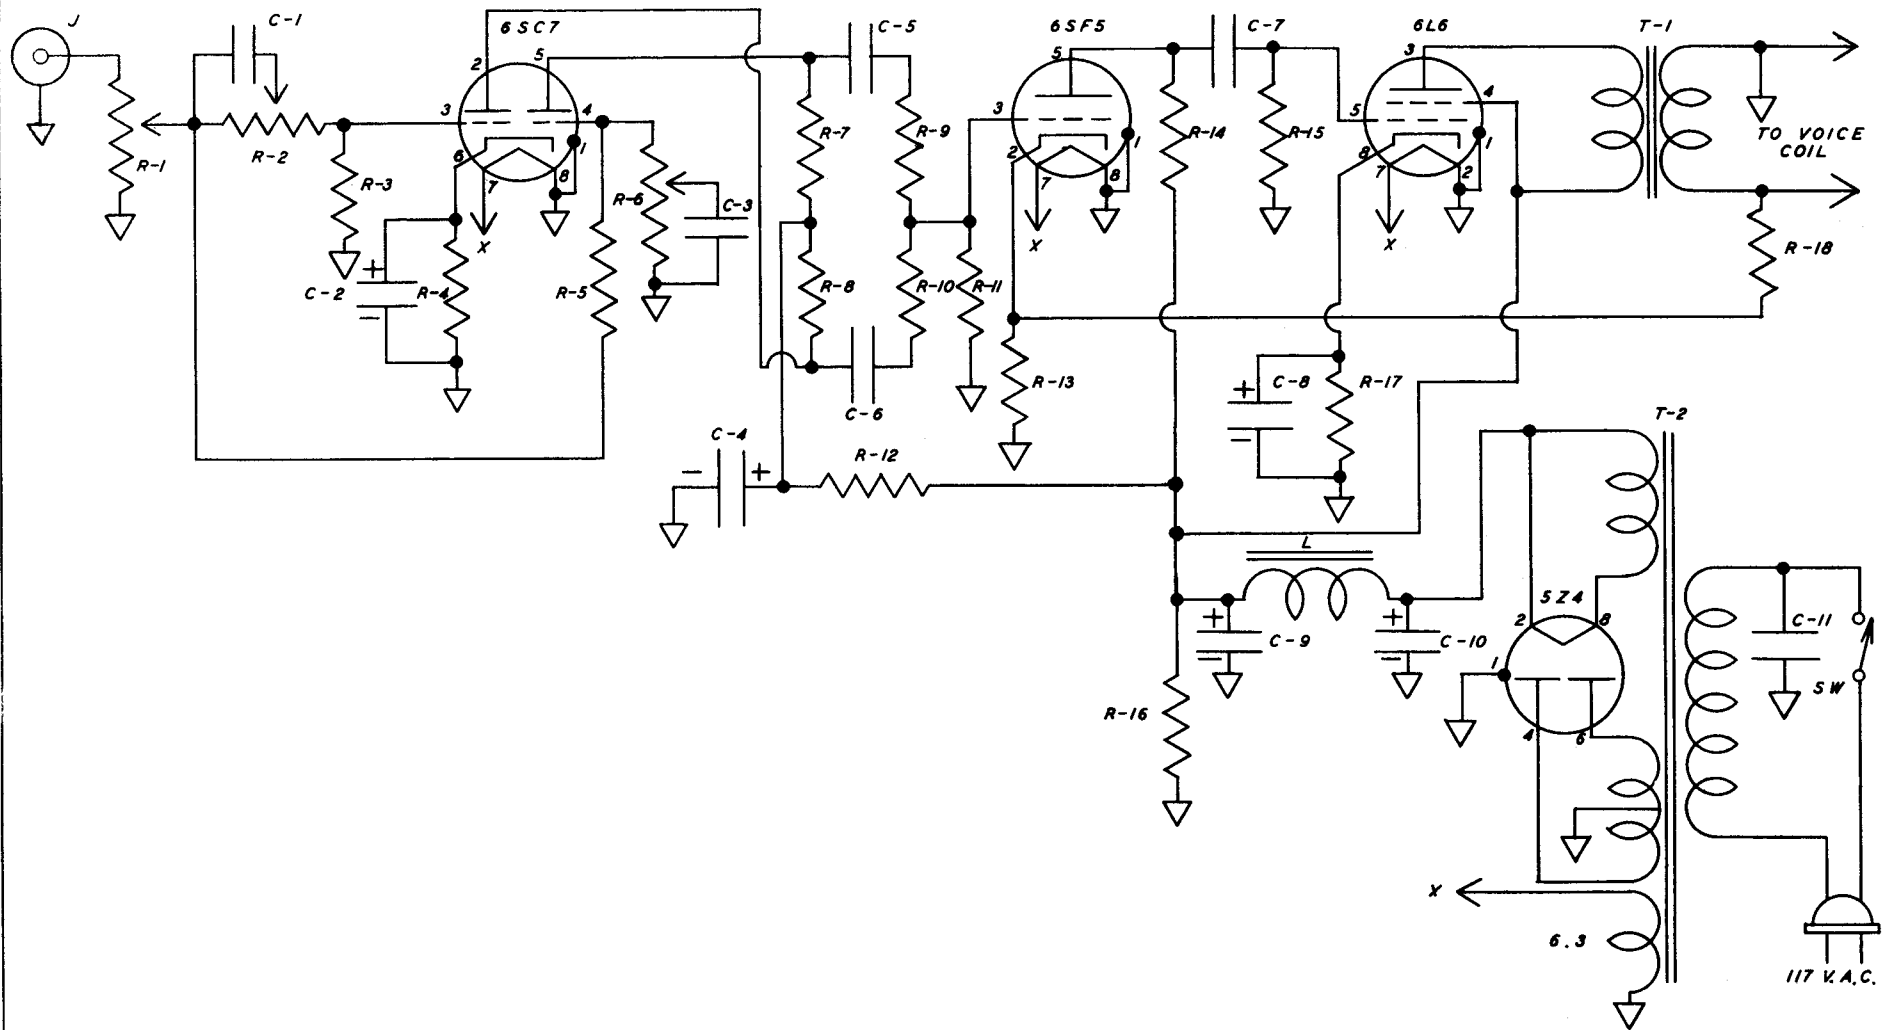 J
C-1
6SC7
C-5
6SF5
C-7
6L6
T-1
2
5
5
3
3
4
3
5
4
R-1
R-2
R-3
6
7
8
1
R-6
C-3
R-7
R-9
2
7
8
1
R-14
R-15
8
7
2
1
TO VOICE
COIL
X
X
X
R-18
C-2
+
-
R-4
R-5
R-8
R-10
R-11
R-13
C-6
C-8
+
-
R-17
C-4
-
+
R-12
T-2
L
5Z4
2
8
+
-
C-9
+
-
C-10
1
4
6
C-11
SW
R-16
X
6.3
117 V.A.C.